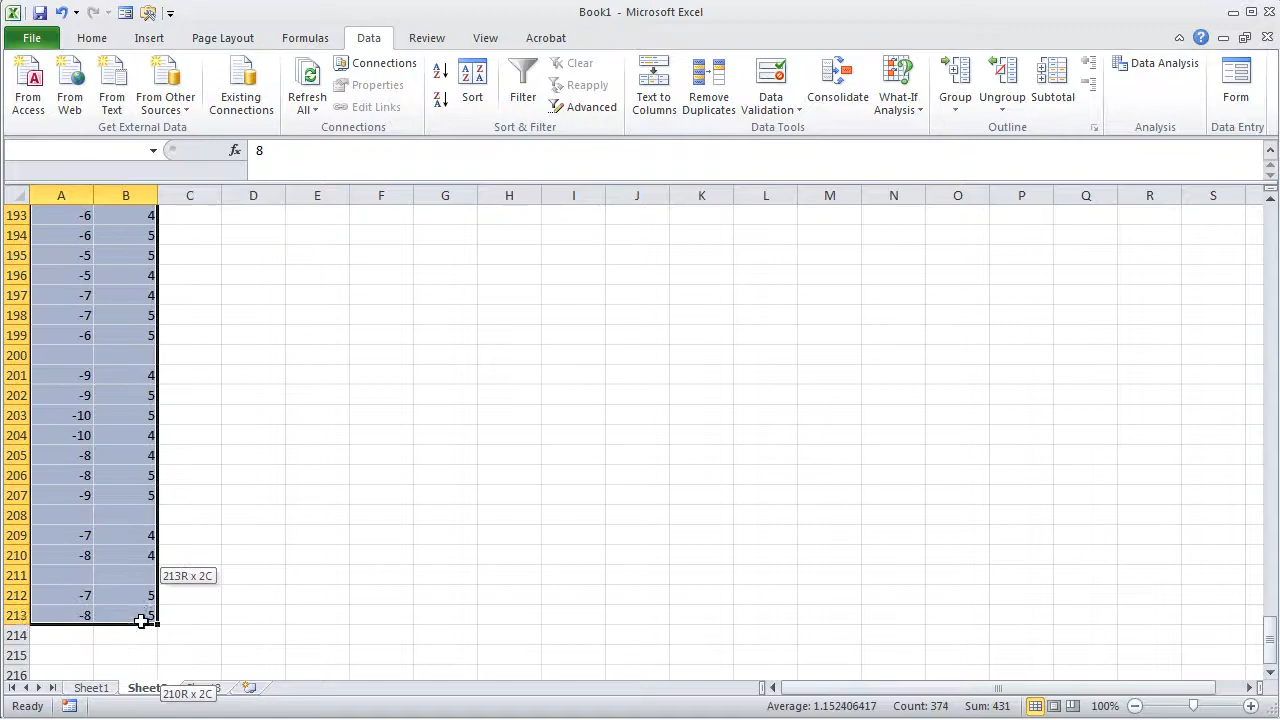 Book1 - Microsoft Excel
File Home Insert Page Layout Formulas Data Review View Acrobat
From Access
From Web
From Text
From Other Sources
Existing Connections
Get External Data
Refresh All
Connections
Properties
Edit Links
Connections
Sort
Filter
Clear
Reapply
Advanced
Sort & Filter
Text to Columns
Remove Duplicates
Data Validation
Consolidate
What-If Analysis
Data Tools
Group
Ungroup
Subtotal
Outline
Data Analysis
Analysis
Form
Data Entry
fx 8
A B C D E F G H I J K L M N O P Q R S
193 -6 4
194 -6 5
195 -5 5
196 -5 4
197 -7 4
198 -7 5
199 -6 5
200
201 -9 4
202 -9 5
203 -10 5
204 -10 4
205 -8 4
206 -8 5
207 -9 5
208
209 -7 4
210 -8 4
211 213R x 2C
212 -7 5
213 -8 5
214
215
216
Sheet1 Sheet 3
210R x 2C
Ready Average: 1.152406417 Count: 374 Sum: 431 100%